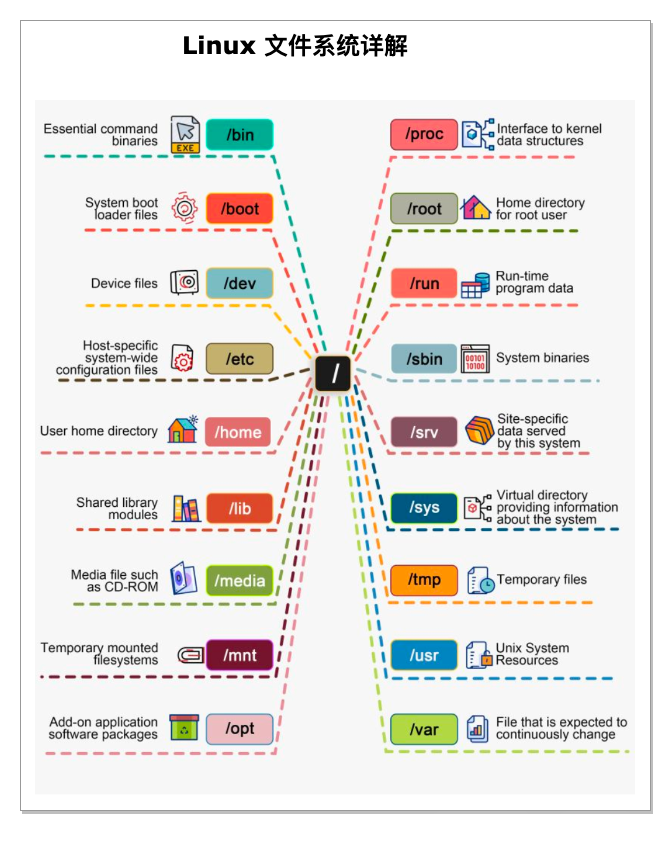 Linux 文件系统详解
Essential command
binaries
EXE
/bin
System boot
loader files
/boot
Device files
/dev
Host-specific
system-wide
configuration files
/etc
User home directory
/home
Shared library
modules
/lib
Media file such
as CD-ROM
/media
Temporary mounted
filesystems
/mnt
Add-on application
software packages
/opt
/
/proc
Interface to kernel
data structures
/root
Home directory
for root user
/run
Run-time
program data
/sbin
00101
10100
System binaries
/srv
Site-specific
data served
by this system
/sys
Virtual directory
providing information
about the system
/tmp
Temporary files
/usr
Unix System
Resources
/var
File that is expected to
continuously change